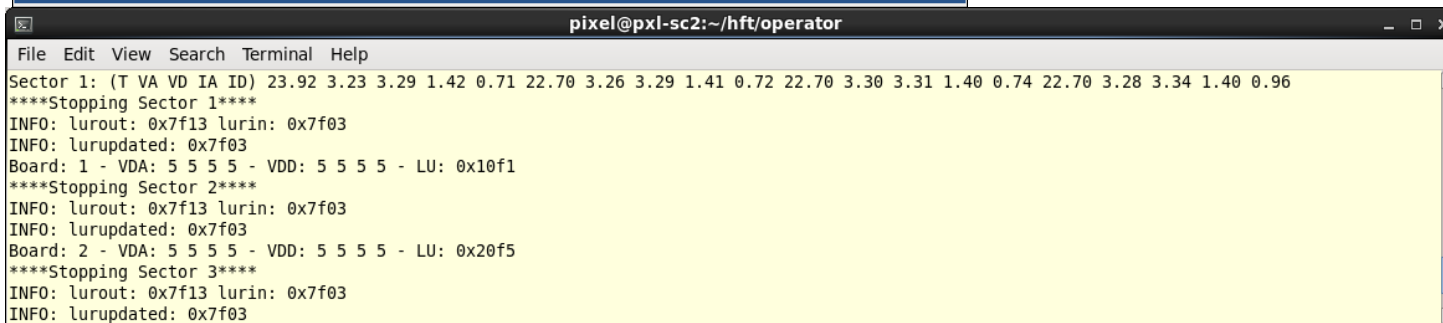 pixel@pxl-sc2:~/hft/operator
File Edit View Search Terminal Help
Sector 1: (T VA VD IA ID) 23.92 3.23 3.29 1.42 0.71 22.70 3.26 3.29 1.41 0.72 22.70 3.30 3.31 1.40 0.74 22.70 3.28 3.34 1.40 0.96
****Stopping Sector 1****
INFO: lurout: 0x7f13 lurin: 0x7f03
INFO: lurupdated: 0x7f03
Board: 1 - VDA: 5 5 5 5 - VDD: 5 5 5 5 - LU: 0x10f1
****Stopping Sector 2****
INFO: lurout: 0x7f13 lurin: 0x7f03
INFO: lurupdated: 0x7f03
Board: 2 - VDA: 5 5 5 5 - VDD: 5 5 5 5 - LU: 0x20f5
****Stopping Sector 3****
INFO: lurout: 0x7f13 lurin: 0x7f03
INFO: lurupdated: 0x7f03